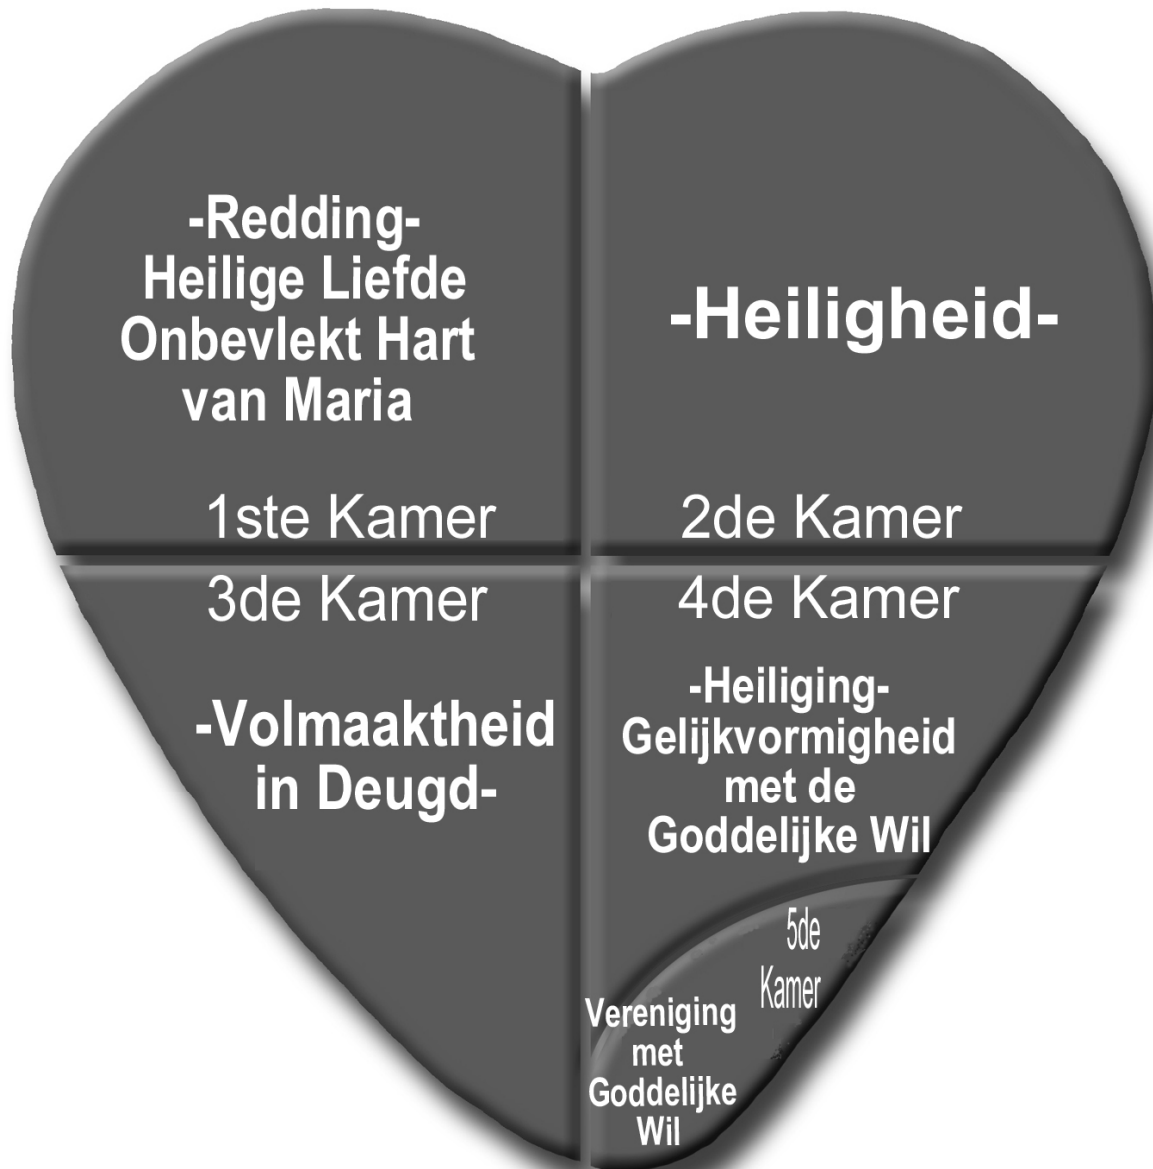 -Redding-
Heilige Liefde
Onbevlekt Hart
van Maria
1ste Kamer
-Heiligheid-
2de Kamer
3de Kamer
-Volmaaktheid
in Deugd-
4de Kamer
-Heiliging-
Gelijkvormigheid
met de
Goddelijke Wil
5de
Kamer
Vereniging
met
Goddelijke
Wil